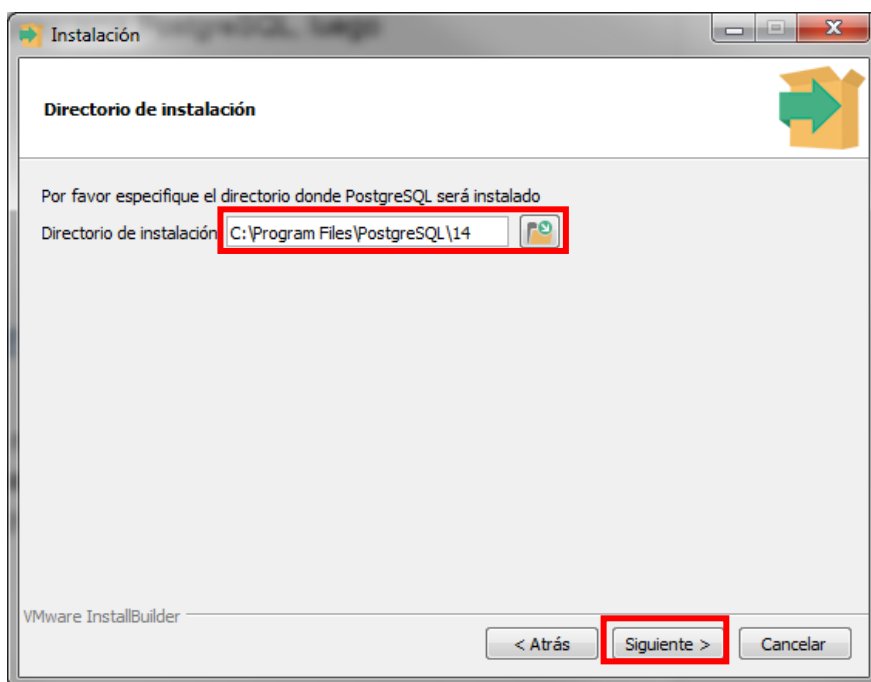 Instalación
Directorio de instalación
Por favor especifique el directorio donde PostgreSQL será instalado
Directorio de instalación C:\Program Files\PostgreSQL\14
VMware InstallBuilder
< Atrás Siguiente > Cancelar